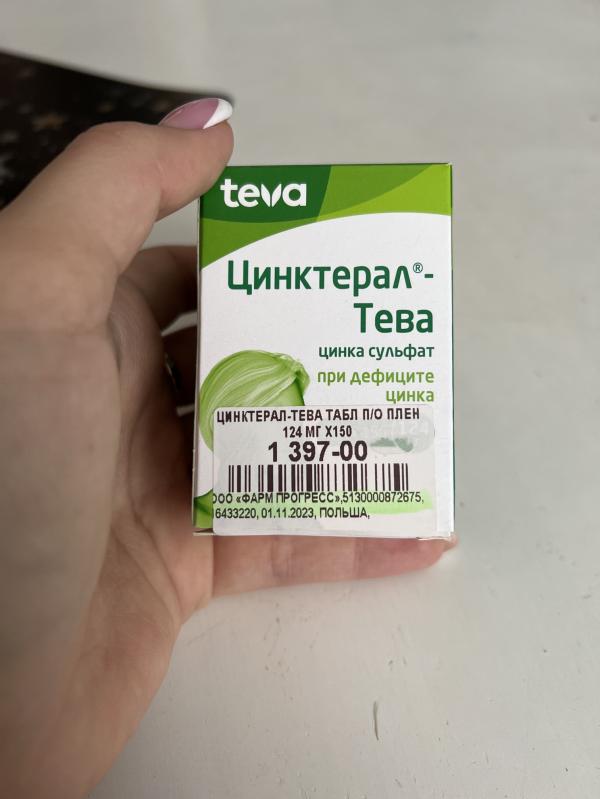 teva
Цинктерал®-
Тева
цинка сульфат
при дефиците
цинка
124
ЦИНКТЕРАЛ-ТЕВА ТАБЛ П/О ПЛЕН
124 МГ X150
1 397-00
ООО «ФАРМ ПРОГРЕСС»,5130000872675,
16433220, 01.11.2023, ПОЛЬША,